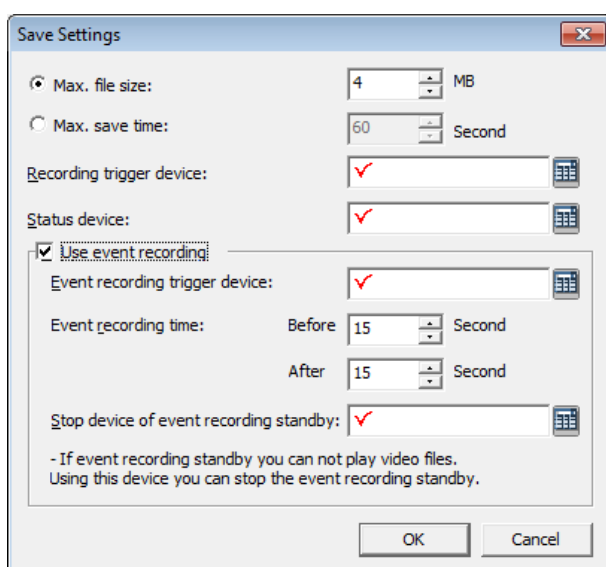 Save Settings
Max. file size: 4 MB
Max. save time: 60 Second
Recording trigger device:
Status device:
Use event recording
Event recording trigger device:
Event recording time: Before 15 Second
After 15 Second
Stop device of event recording standby:
- If event recording standby you can not play video files.
Using this device you can stop the event recording standby.
OK Cancel